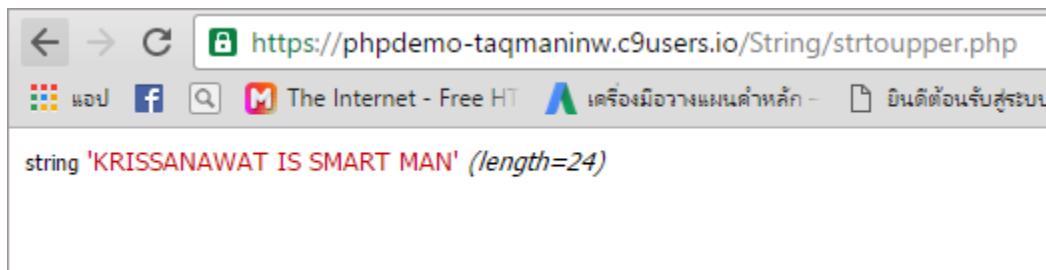 https://phpdemo-taqmaninw.c9users.io/String/strtoupper.php
แอป The Internet - Free HT เครื่องมือวางแผนคำหลัก - ยินดีต้อนรับสู่ระบบ
string 'KRISSANAWAT IS SMART MAN' (length=24)